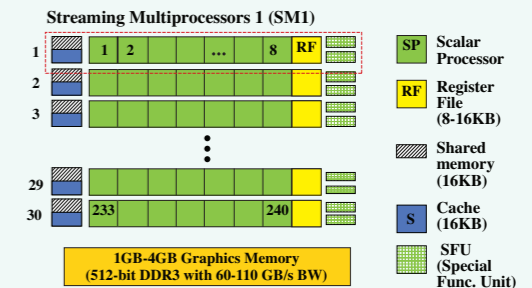 Streaming Multiprocessors 1 (SM1)
1
1 2 ... 8 RF
2
3
29
30
233 240
1GB-4GB Graphics Memory
(512-bit DDR3 with 60-110 GB/s BW)
SP
Scalar
Processor
RF
Register
File
(8-16KB)
Shared
memory
(16KB)
S
Cache
(16KB)
SFU
(Special
Func. Unit)